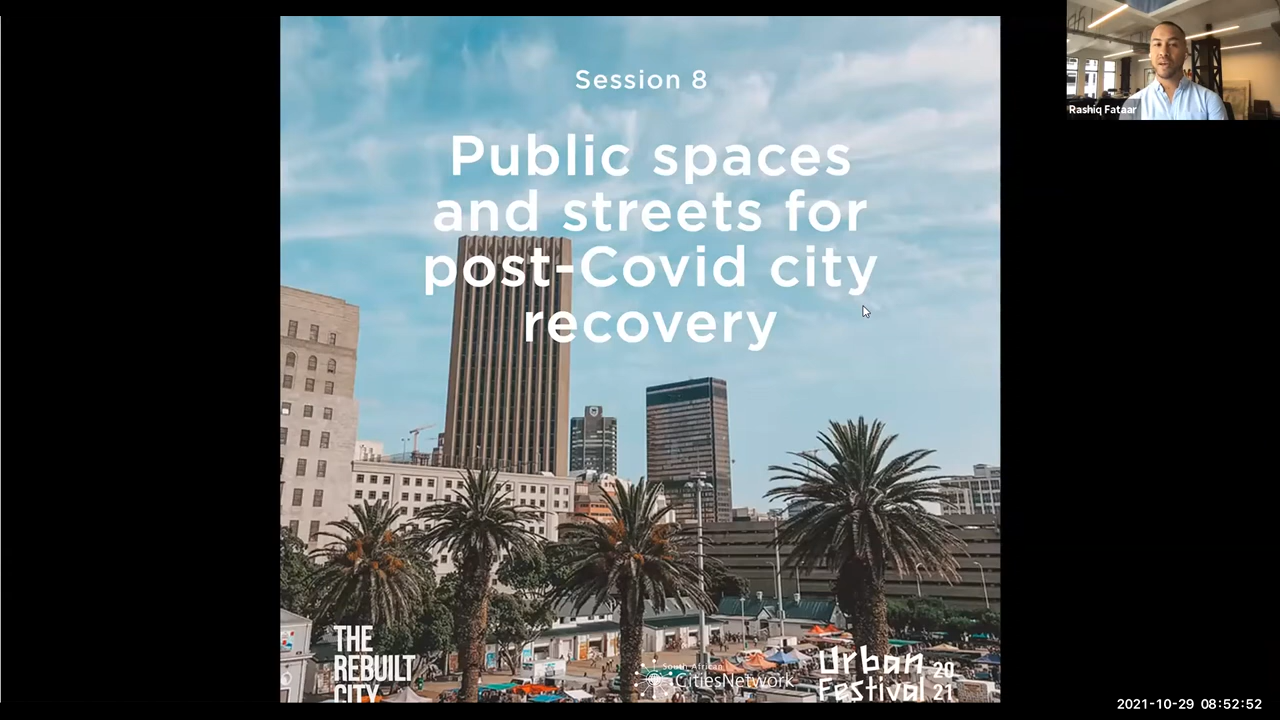 Session 8
Public spaces
and streets for
post-Covid city
recovery
Rashiq Fataar
THE
REBUILT
CITY
South African
CitiesNetwork
Urban
Festival
20
21
2021-10-29 08:52:52